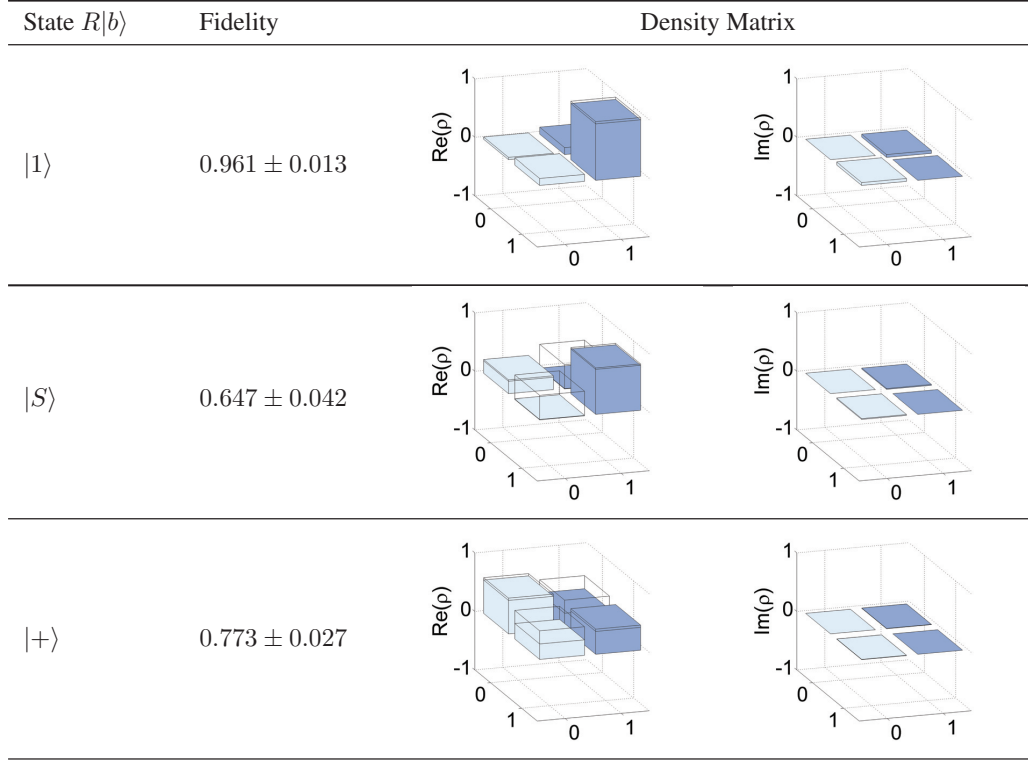 State R|b⟩ Fidelity Density Matrix
|1⟩ 0.961 ± 0.013
Re(ρ) 1 0 -1 0 1 0 1
Im(ρ) 1 0 -1 0 1 0 1
|S⟩ 0.647 ± 0.042
Re(ρ) 1 0 -1 0 1 0 1
Im(ρ) 1 0 -1 0 1 0 1
|+⟩ 0.773 ± 0.027
Re(ρ) 1 0 -1 0 1 0 1
Im(ρ) 1 0 -1 0 1 0 1